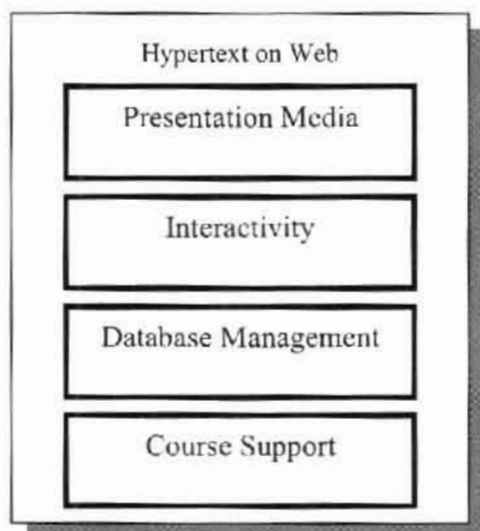 Hypertext on Web
Presentation Media
Interactivity
Database Management
Course Support